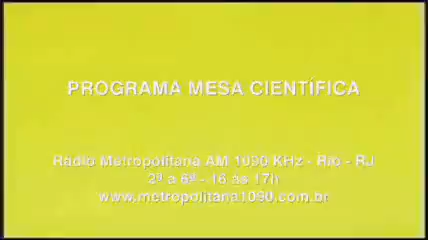 PROGRAMA MESA CIENTÍFICA
Rádio Metropolitana AM 1090 KHz - Rio - RJ
2ª a 6ª - 16 às 17h
www.metropolitana1090.com.br